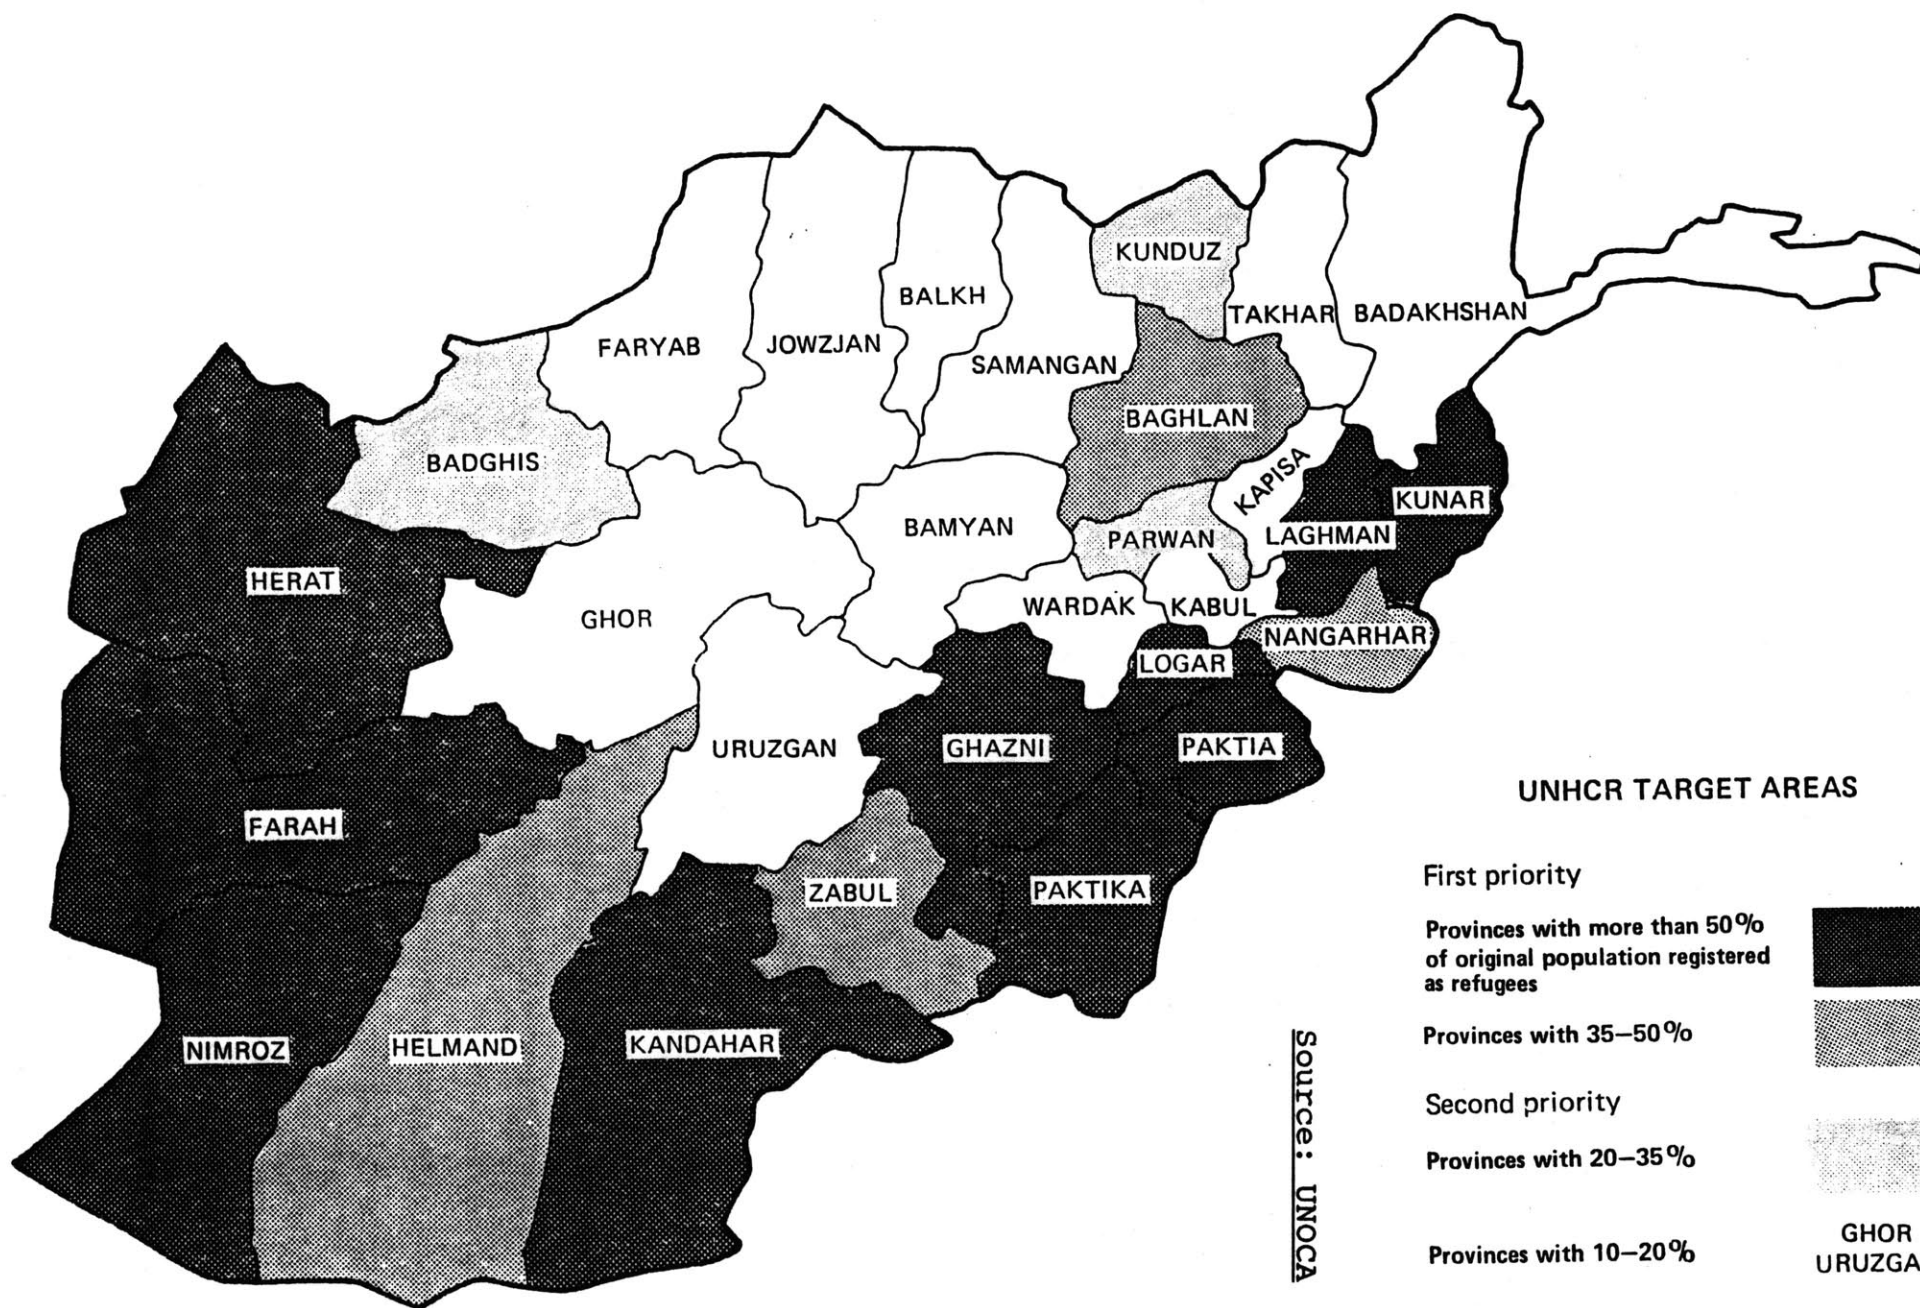 KUNDUZ
BALKH
TAKHAR
BADAKHSHAN
FARYAB
JOWZJAN
SAMANGAN
BAGHLAN
BADGHIS
KAPISA
KUNAR
BAMYAN
PARWAN
LAGHMAN
HERAT
GHOR
WARDAK
KABUL
NANGARHAR
LOGAR
URUZGAN
GHAZNI
PAKTIA
FARAH
ZABUL
PAKTIKA
NIMROZ
HELMAND
KANDAHAR
UNHCR TARGET AREAS
First priority
Provinces with more than 50%
of original population registered
as refugees
Provinces with 35–50%
Second priority
Provinces with 20–35%
Provinces with 10–20%
GHOR
URUZGA
Source: UNOCA